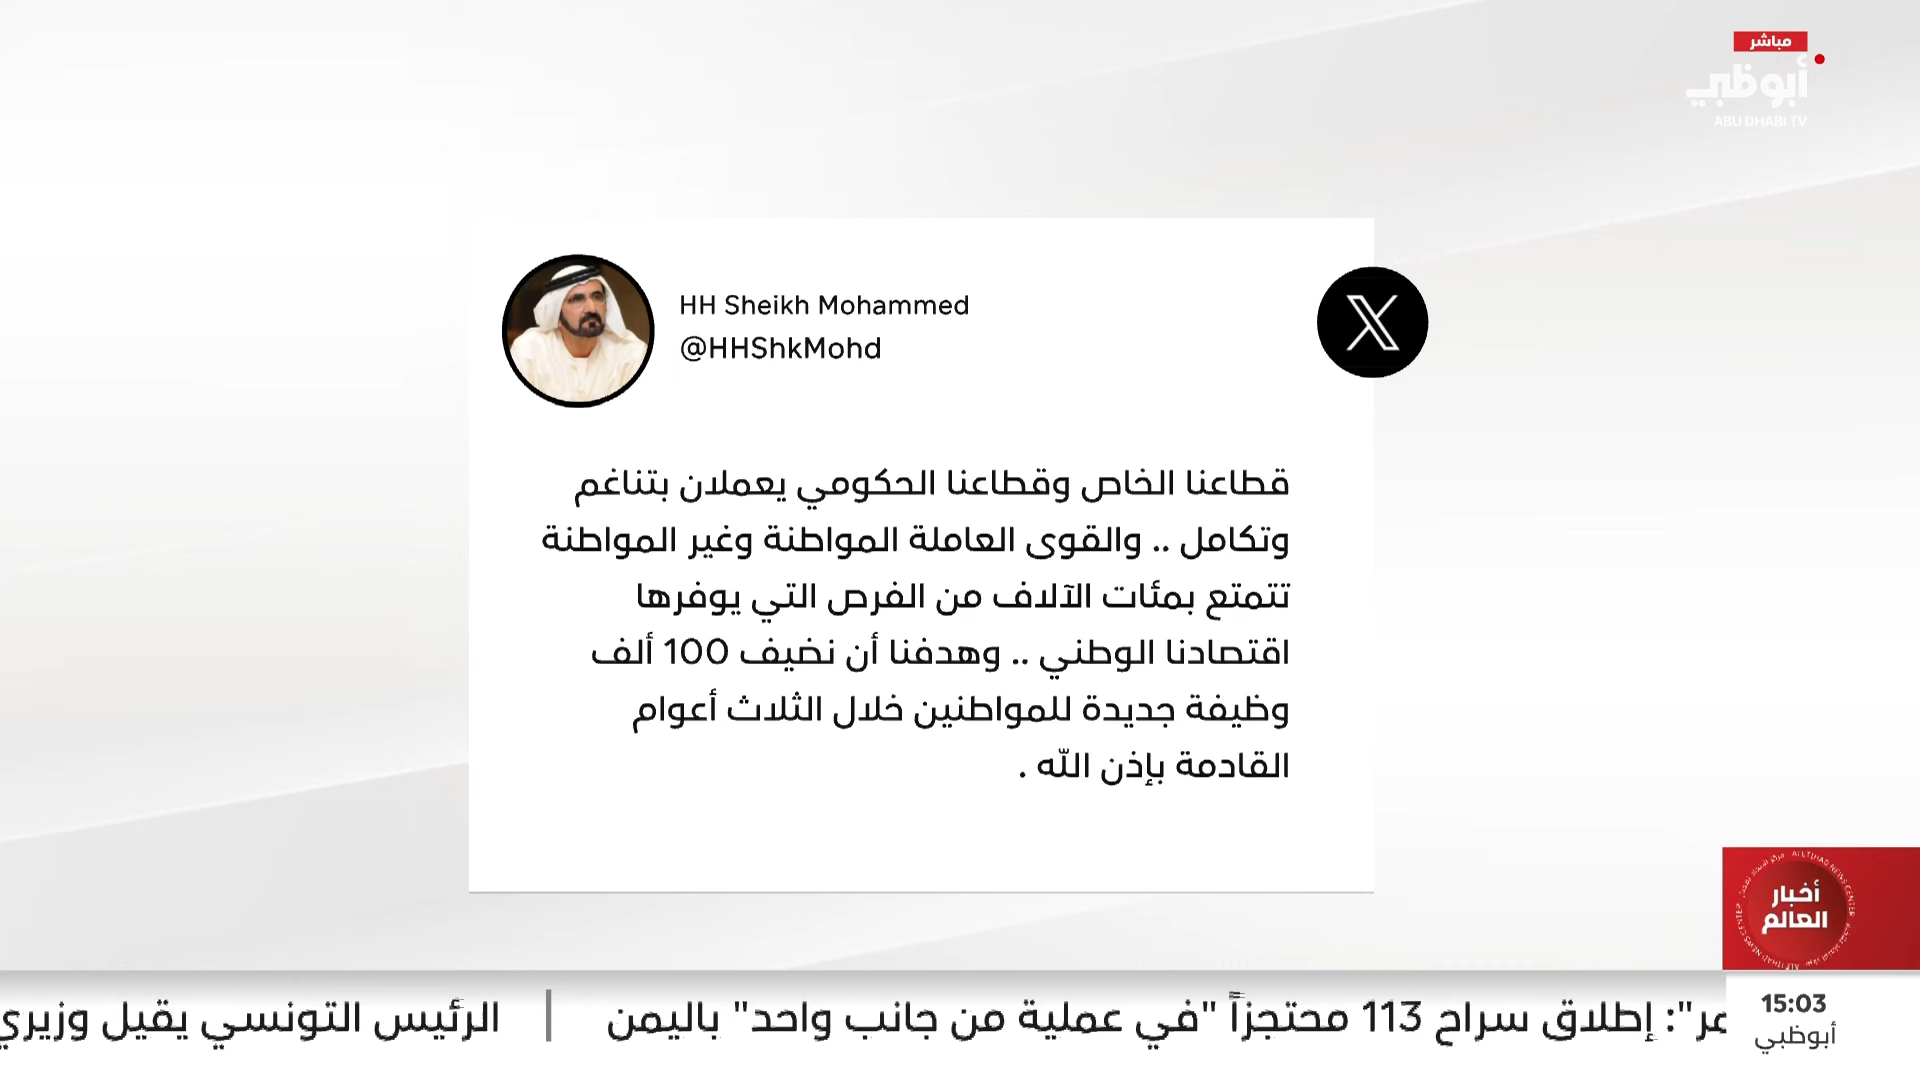 مباشر
أبوظبي
ABU DHABI TV
HH Sheikh Mohammed
@HHShkMohd
قطاعنا الخاص وقطاعنا الحكومي يعملان بتناغم
وتكامل .. والقوى العاملة المواطنة وغير المواطنة
تتمتع بمئات الآلاف من الفرص التي يوفرها
اقتصادنا الوطني .. وهدفنا أن نضيف 100 ألف
وظيفة جديدة للمواطنين خلال الثلاث أعوام
القادمة بإذن الله .
أخبار
العالم
مر": إطلاق سراح 113 محتجزاً "في عملية من جانب واحد" باليمن | الرئيس التونسي يقيل وزيري
15:03
أبوظبي